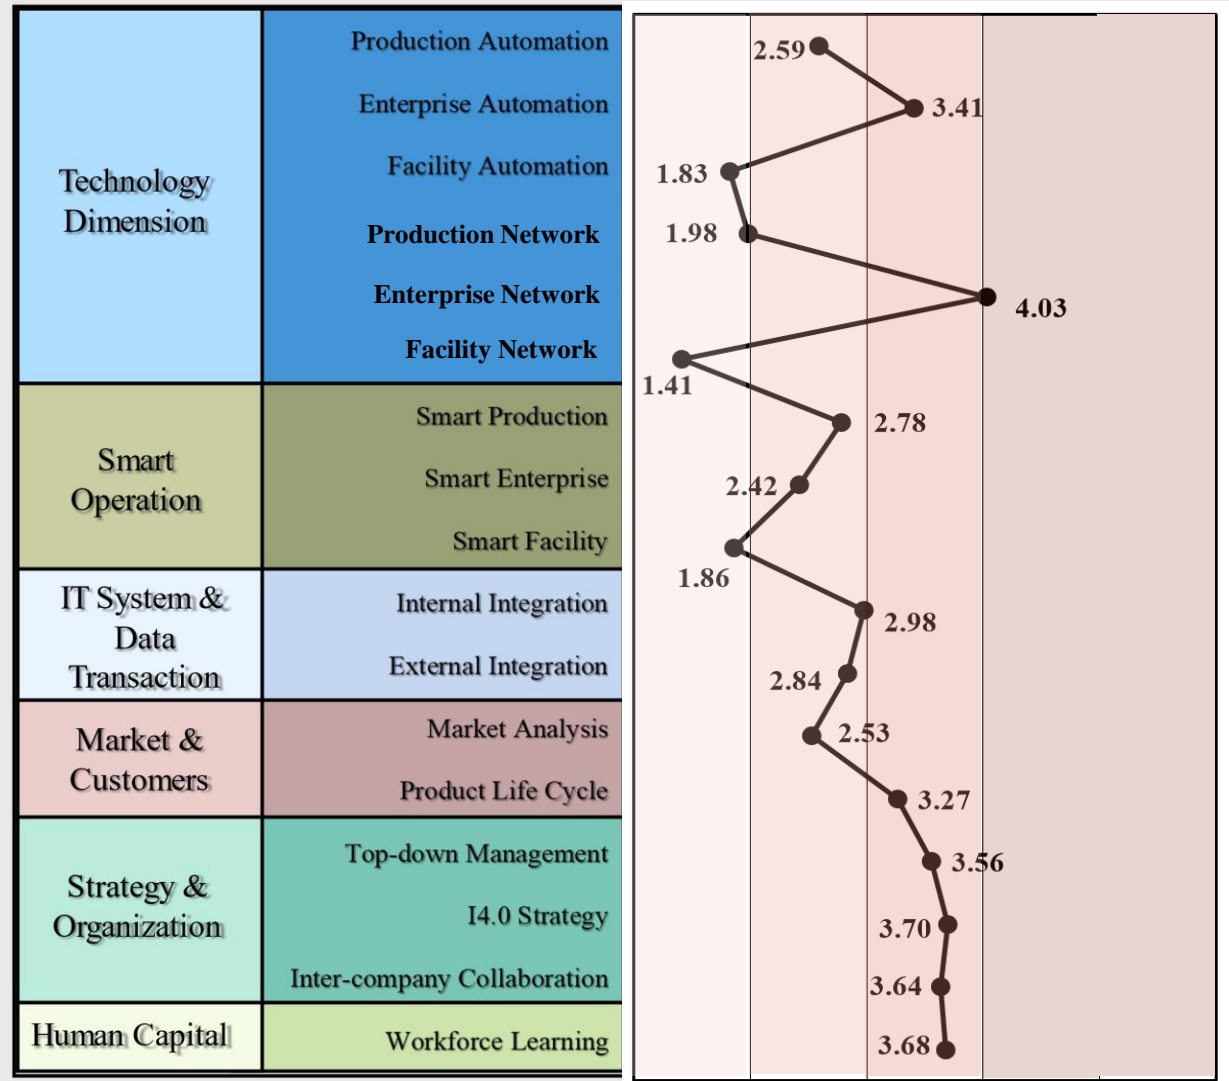 Production Automation
2.59
Enterprise Automation
3.41
Facility Automation
1.83
Technology
Dimension
Production Network
1.98
Enterprise Network
4.03
Facility Network
1.41
Smart Production
2.78
Smart
Operation
Smart Enterprise
2.42
Smart Facility
1.86
IT System &
Data
Transaction
Internal Integration
2.98
External Integration
2.84
Market &
Customers
Market Analysis
2.53
Product Life Cycle
3.27
Top-down Management
3.56
Strategy &
Organization
I4.0 Strategy
3.70
Inter-company Collaboration
3.64
Human Capital
Workforce Learning
3.68